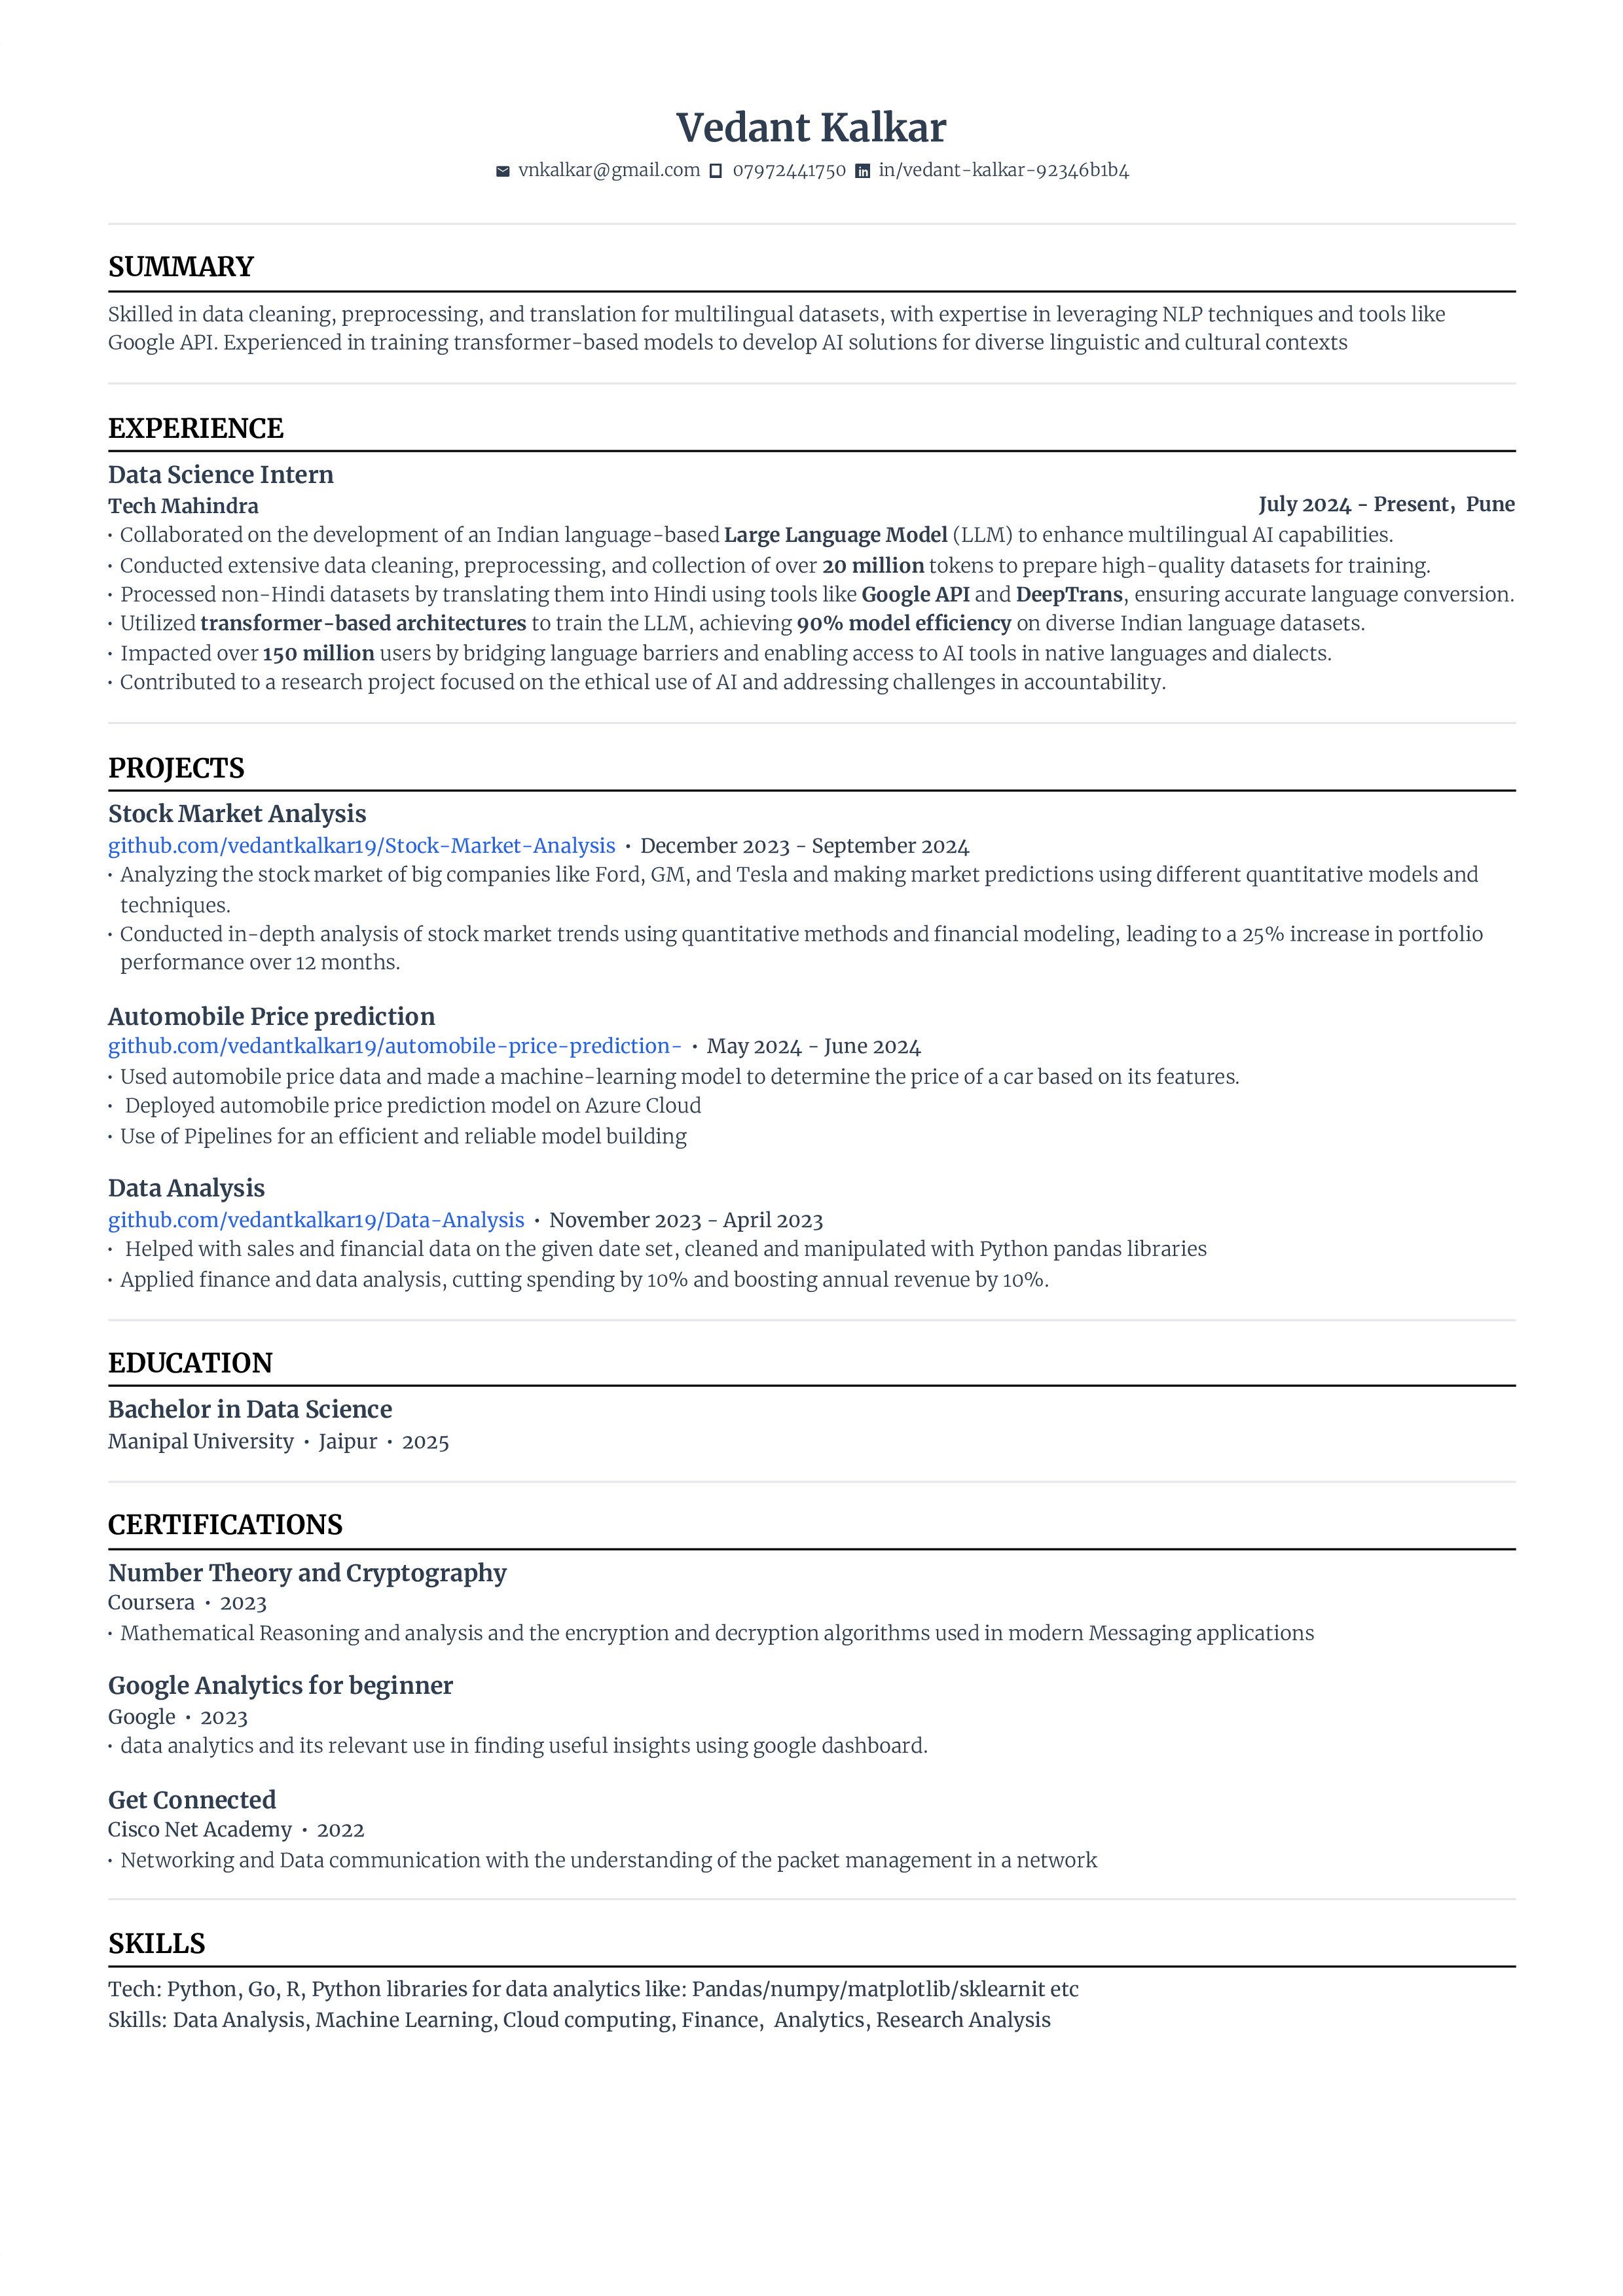 Vedant Kalkar
vnkalkar@gmail.com 07972441750 in/vedant-kalkar-92346b1b4
SUMMARY
Skilled in data cleaning, preprocessing, and translation for multilingual datasets, with expertise in leveraging NLP techniques and tools like
Google API. Experienced in training transformer-based models to develop AI solutions for diverse linguistic and cultural contexts
EXPERIENCE
Data Science Intern
Tech Mahindra July 2024 - Present, Pune
• Collaborated on the development of an Indian language-based Large Language Model (LLM) to enhance multilingual AI capabilities.
• Conducted extensive data cleaning, preprocessing, and collection of over 20 million tokens to prepare high-quality datasets for training.
• Processed non-Hindi datasets by translating them into Hindi using tools like Google API and DeepTrans, ensuring accurate language conversion.
• Utilized transformer-based architectures to train the LLM, achieving 90% model efficiency on diverse Indian language datasets.
• Impacted over 150 million users by bridging language barriers and enabling access to AI tools in native languages and dialects.
• Contributed to a research project focused on the ethical use of AI and addressing challenges in accountability.
PROJECTS
Stock Market Analysis
github.com/vedantkalkar19/Stock-Market-Analysis • December 2023 - September 2024
• Analyzing the stock market of big companies like Ford, GM, and Tesla and making market predictions using different quantitative models and
techniques.
• Conducted in-depth analysis of stock market trends using quantitative methods and financial modeling, leading to a 25% increase in portfolio
performance over 12 months.
Automobile Price prediction
github.com/vedantkalkar19/automobile-price-prediction- • May 2024 - June 2024
• Used automobile price data and made a machine-learning model to determine the price of a car based on its features.
• Deployed automobile price prediction model on Azure Cloud
• Use of Pipelines for an efficient and reliable model building
Data Analysis
github.com/vedantkalkar19/Data-Analysis • November 2023 - April 2023
• Helped with sales and financial data on the given date set, cleaned and manipulated with Python pandas libraries
• Applied finance and data analysis, cutting spending by 10% and boosting annual revenue by 10%.
EDUCATION
Bachelor in Data Science
Manipal University • Jaipur • 2025
CERTIFICATIONS
Number Theory and Cryptography
Coursera • 2023
• Mathematical Reasoning and analysis and the encryption and decryption algorithms used in modern Messaging applications
Google Analytics for beginner
Google • 2023
• data analytics and its relevant use in finding useful insights using google dashboard.
Get Connected
Cisco Net Academy • 2022
• Networking and Data communication with the understanding of the packet management in a network
SKILLS
Tech: Python, Go, R, Python libraries for data analytics like: Pandas/numpy/matplotlib/sklearnit etc
Skills: Data Analysis, Machine Learning, Cloud computing, Finance, Analytics, Research Analysis